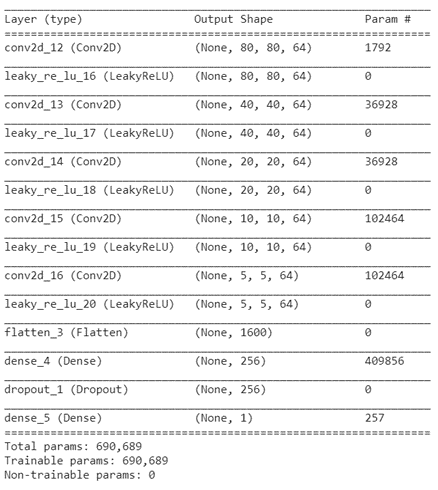 Layer (type) Output Shape Param #
conv2d_12 (Conv2D) (None, 80, 80, 64) 1792
leaky_re_lu_16 (LeakyReLU) (None, 80, 80, 64) 0
conv2d_13 (Conv2D) (None, 40, 40, 64) 36928
leaky_re_lu_17 (LeakyReLU) (None, 40, 40, 64) 0
conv2d_14 (Conv2D) (None, 20, 20, 64) 36928
leaky_re_lu_18 (LeakyReLU) (None, 20, 20, 64) 0
conv2d_15 (Conv2D) (None, 10, 10, 64) 102464
leaky_re_lu_19 (LeakyReLU) (None, 10, 10, 64) 0
conv2d_16 (Conv2D) (None, 5, 5, 64) 102464
leaky_re_lu_20 (LeakyReLU) (None, 5, 5, 64) 0
flatten_3 (Flatten) (None, 1600) 0
dense_4 (Dense) (None, 256) 409856
dropout_1 (Dropout) (None, 256) 0
dense_5 (Dense) (None, 1) 257
Total params: 690,689
Trainable params: 690,689
Non-trainable params: 0